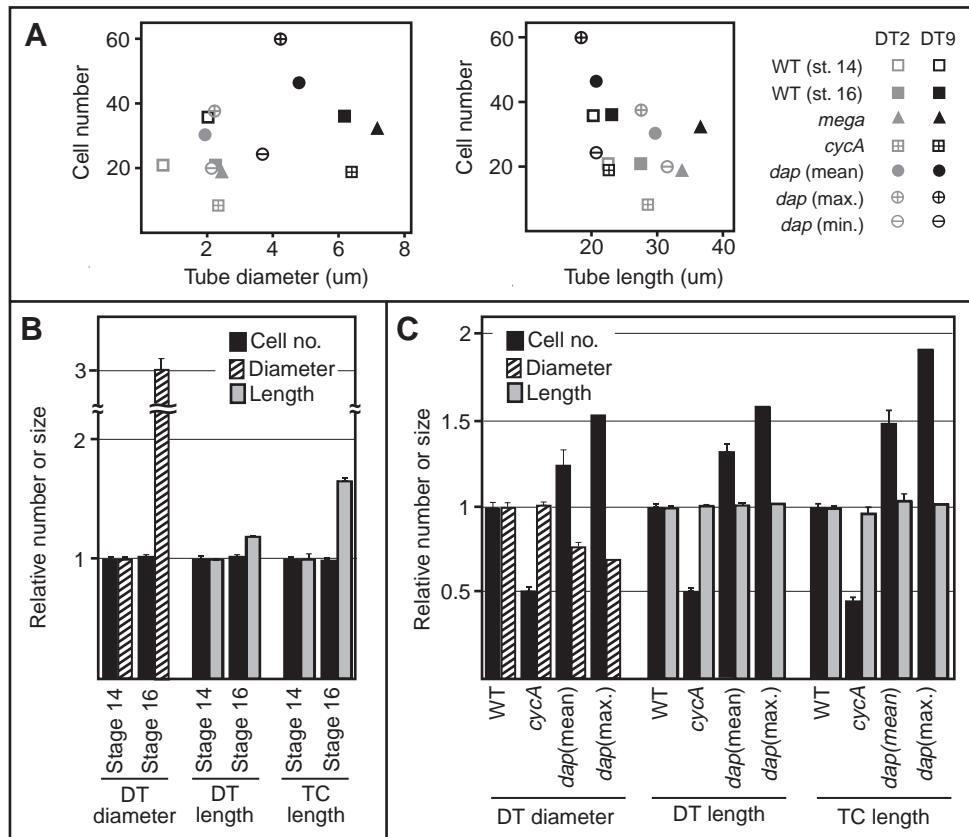 A
Cell number
60
40
20
2
4
6
8
Tube diameter (um)
Cell number
60
40
20
20
30
40
Tube length (um)
DT2 DT9
WT (st. 14)
WT (st. 16)
mega
cycA
dap (mean)
dap (max.)
dap (min.)
B
Relative number or size
3
2
1
Cell no.
Diameter
Length
Stage 14
Stage 16
Stage 14
Stage 16
Stage 14
Stage 16
DT diameter
DT length
TC length
C
Relative number or size
2
1.5
1
0.5
Cell no.
Diameter
Length
WT
cycA
dap(mean)
dap(max.)
WT
cycA
dap(mean)
dap(max.)
WT
cycA
dap(mean)
dap(max.)
DT diameter
DT length
TC length